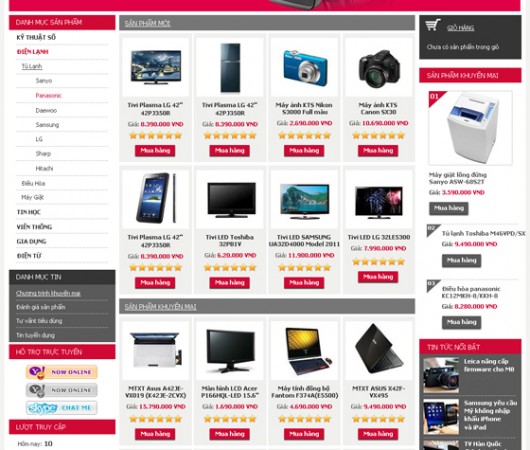 DANH MỤC SẢN PHẨM
KỸ THUẬT SỐ
ĐIỆN LẠNH
Tủ Lạnh
Sanyo
Panasonic
Daewoo
Samsung
LG
Sharp
Hitachi
Điều Hòa
Máy Giặt
TIN HỌC
VIỄN THÔNG
GIA DỤNG
ĐIỆN TỬ
DANH MỤC TIN
Chương trình khuyến mại
Đánh giá sản phẩm
Tư vấn tiêu dùng
Tin tuyển dụng
HỖ TRỢ TRỰC TUYẾN
NOW ONLINE
NOW ONLINE
skype CHAT ME
LƯỢT TRUY CẬP
Hôm nay: 10
SẢN PHẨM MỚI
Tivi Plasma LG 42" 42PJ350R
Giá: 8.390.000 VNĐ
Mua hàng
Tivi Plasma LG 42" 42PJ350R
Giá: 8.390.000 VNĐ
Mua hàng
Máy ảnh KTS Nikon S3000 Full màu
Giá: 2.690.000 VNĐ
Mua hàng
Máy ảnh KTS Canon SX30
Giá: 10.690.000 VNĐ
Mua hàng
Tivi Plasma LG 42" 42PJ350R
Giá: 8.390.000 VNĐ
Mua hàng
Tivi LED Toshiba 32PB1V
Giá: 6.20.000 VNĐ
Mua hàng
Tivi LED SAMSUNG UA32D4000 Model 2011
Giá: 11.900.000 VNĐ
Mua hàng
Tivi LED LG 32LE5300
Giá: 7.990.000 VNĐ
Mua hàng
SẢN PHẨM KHUYẾN MẠI
MTXT Asus A42JE-VX019 (K42JE-2CVX)
Giá: 15.790.000 VNĐ
Mua hàng
Màn hình LCD Acer P166HQL-LED 15.6"
Giá: 1.690.000 VNĐ
Mua hàng
Máy tính đồng bộ Fantom F374A(E5500)
Giá: 4.690.000 VNĐ
Mua hàng
MTXT ASUS X42F-VX495
Giá: 9.490.000 VNĐ
Mua hàng
GIỎ HÀNG
Chưa có sản phẩm trong giỏ
SẢN PHẨM KHUYẾN MẠI
01
Máy giặt lồng đứng
Sanyo ASW-68S2T
Giá: 3.590.000 VNĐ
Mua hàng
02
Tủ lạnh Toshiba M46VPD/SX
Giá: 9.490.000 VNĐ
Mua hàng
03
Điều hòa panasonic
KC12MKH-8/KKH-8
Giá: 8.280.000 VNĐ
Mua hàng
TIN TỨC NỔI BẬT
Leica nâng cấp
firmware cho M8
Samsung yêu cầu
Mỹ không nhập
khẩu iPhone
và iPad
TV Hàn Quốc